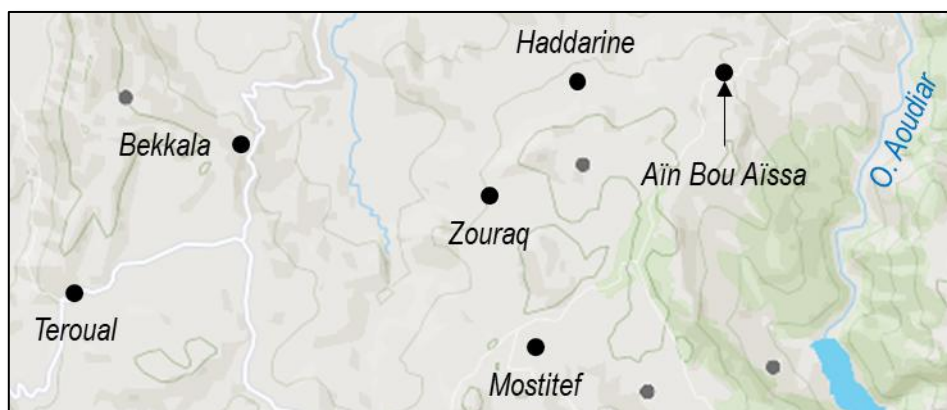 Haddarine
Bekkala
Aïn Bou Aïssa
O. Aoudiar
Zouraq
Teroual
Mostitef